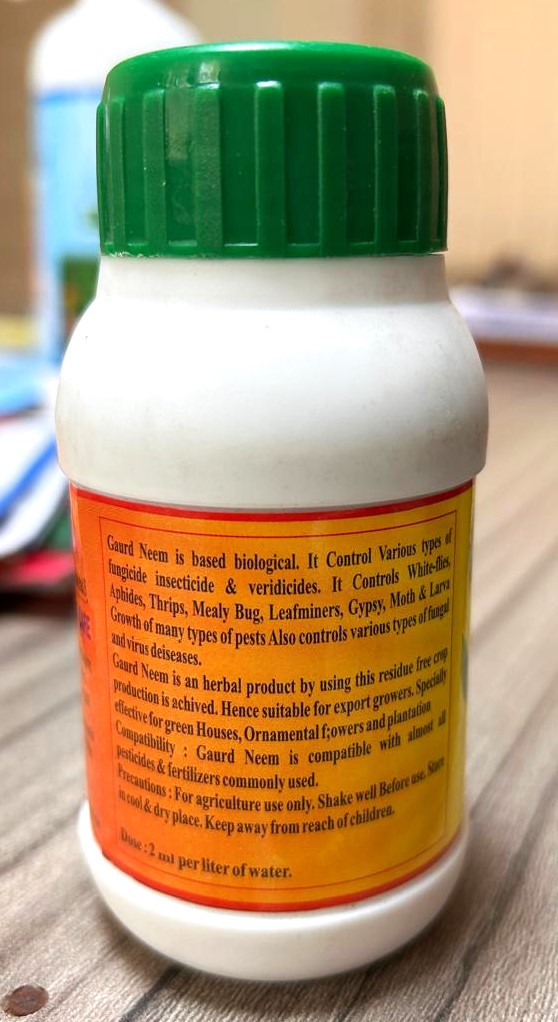 Gaurd Neem is based biological. It Control Various types of
fungicide insecticide & veridicides. It Controls White-flies,
Aphides, Thrips, Mealy Bug, Leafminers, Gypsy, Moth & Larva
Growth of many types of pests Also controls various types of fungal
and virus deiseases.
Gaurd Neem is an herbal product by using this residue free crop
production is achived. Hence suitable for export growers. Specially
effective for green Houses, Ornamental f;owers and plantation
Compatibility : Gaurd Neem is compatible with almost all
pesticides & fertilizers commonly used.
Precautions : For agriculture use only. Shake well Before use. Store
in cool & dry place. Keep away from reach of children.
Dose : 2 ml per liter of water.